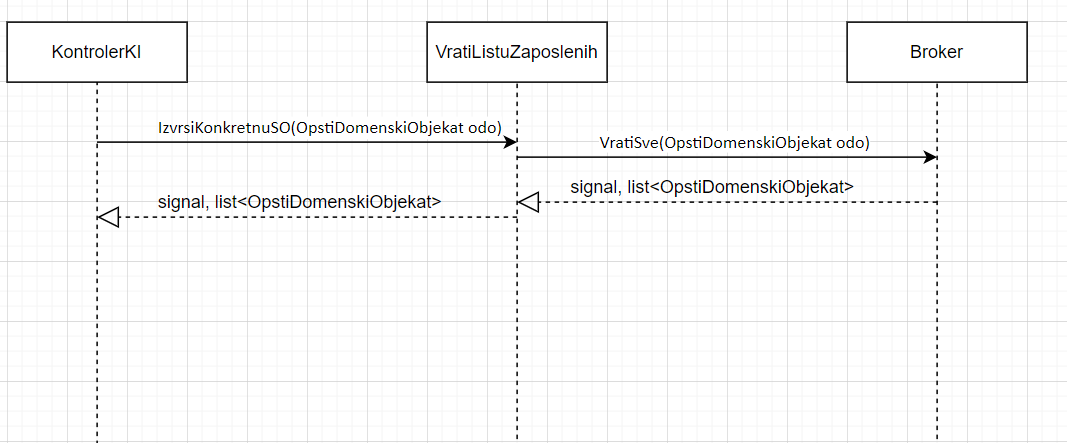 KontrolerKI
VratiListuZaposlenih
Broker
IzvrsiKonkretnuSO(OpstiDomenskiObjekat odo)
VratiSve(OpstiDomenskiObjekat odo)
signal, list<OpstiDomenskiObjekat>
signal, list<OpstiDomenskiObjekat>